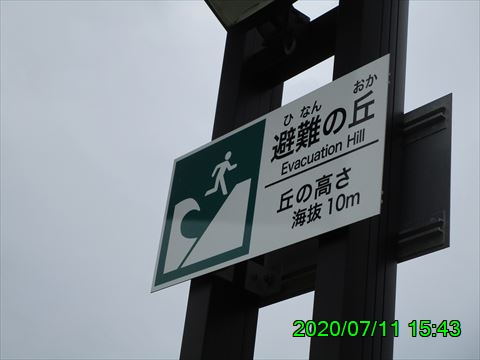 ひなん おか
避難の丘
Evacuation Hill
丘の高さ
海抜10m
2020/07/11 15:43